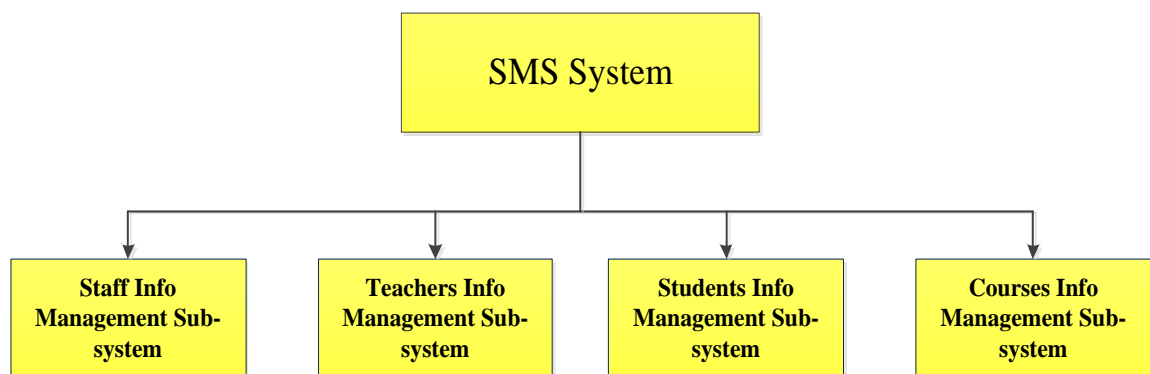 SMS System
Staff Info
Management Sub-
system
Teachers Info
Management Sub-
system
Students Info
Management Sub-
system
Courses Info
Management Sub-
system